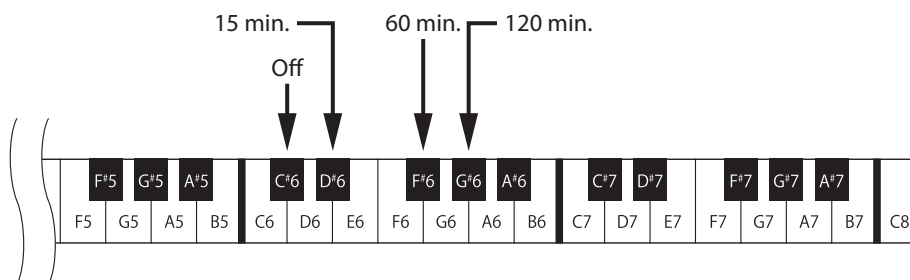 15 min. 60 min. 120 min.
Off
F#5 G#5 A#5 C#6 D#6 F#6 G#6 A#6 C#7 D#7 F#7 G#7 A#7
F5 G5 A5 B5 C6 D6 E6 F6 G6 A6 B6 C7 D7 E7 F7 G7 A7 B7 C8